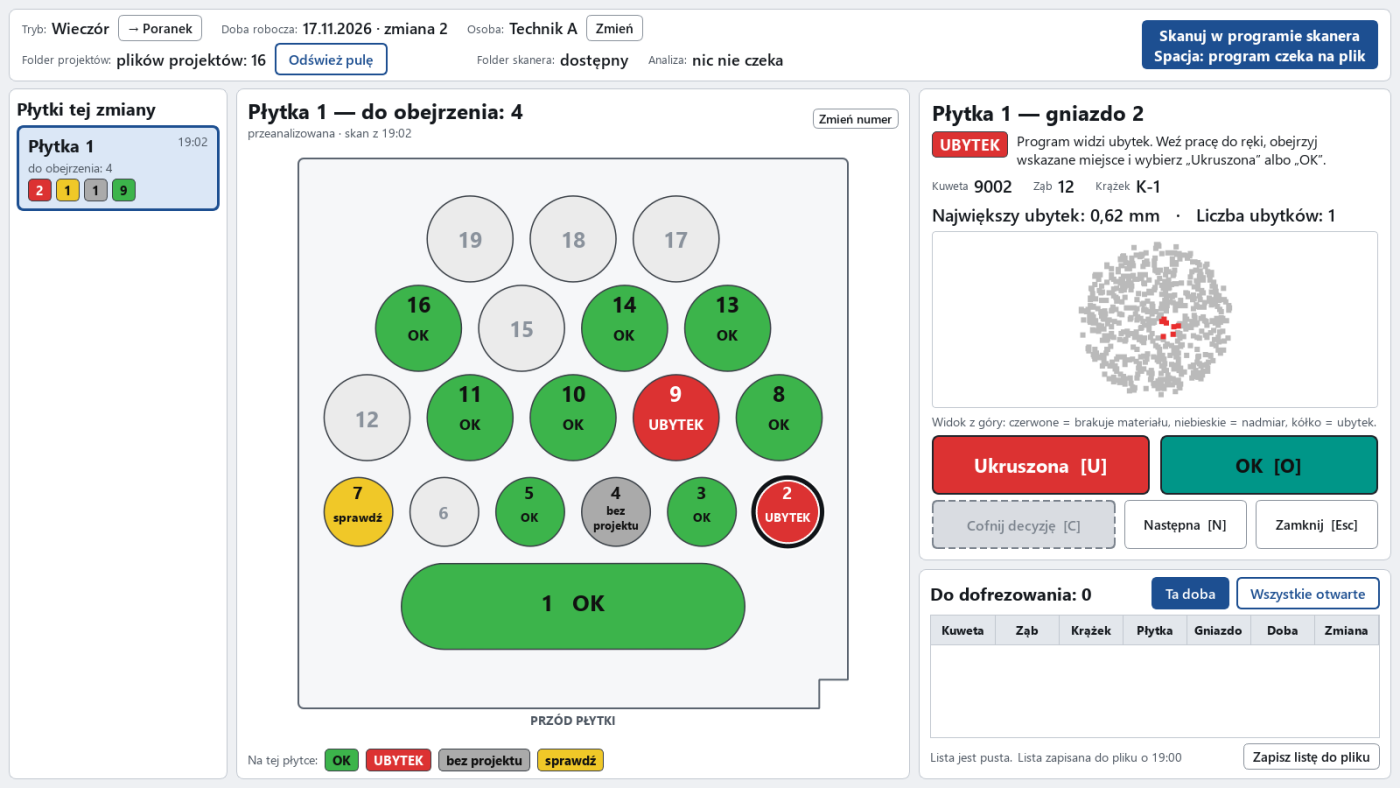 Tryb: Wieczór → Poranek Doba robocza: 17.11.2026 · zmiana 2 Osoba: Technik A Zmień
Folder projektów: plików projektów: 16 Odśwież pulę Folder skanera: dostępny Analiza: nic nie czeka
Skanuj w programie skanera
Spacja: program czeka na plik
Płytki tej zmiany
Płytka 1 19:02
do obejrzenia: 4
2 1 1 9
Płytka 1 — do obejrzenia: 4
przeanalizowana · skan z 19:02
Zmień numer
19 18 17
16 OK
15
14 OK
13 OK
12
11 OK
10 OK
9 UBYTEK
8 OK
7 sprawdź
6
5 OK
4 bez projektu
3 OK
2 UBYTEK
1 OK
PRZÓD PŁYTKI
Na tej płytce: OK UBYTEK bez projektu sprawdź
Płytka 1 — gniazdo 2
UBYTEK
Program widzi ubytek. Weź pracę do ręki, obejrzyj
wskazane miejsce i wybierz „Ukruszona” albo „OK”.
Kuweta 9002 Ząb 12 Krążek K-1
Największy ubytek: 0,62 mm · Liczba ubytków: 1
Widok z góry: czerwone = brakuje materiału, niebieskie = nadmiar, kółko = ubytek.
Ukruszona [U] OK [O]
Cofnij decyzję [C] Następna [N] Zamknij [Esc]
Do dofrezowania: 0 Ta doba Wszystkie otwarte
Kuweta Ząb Krążek Płytka Gniazdo Doba Zmiana
Lista jest pusta. Lista zapisana do pliku o 19:00 Zapisz listę do pliku